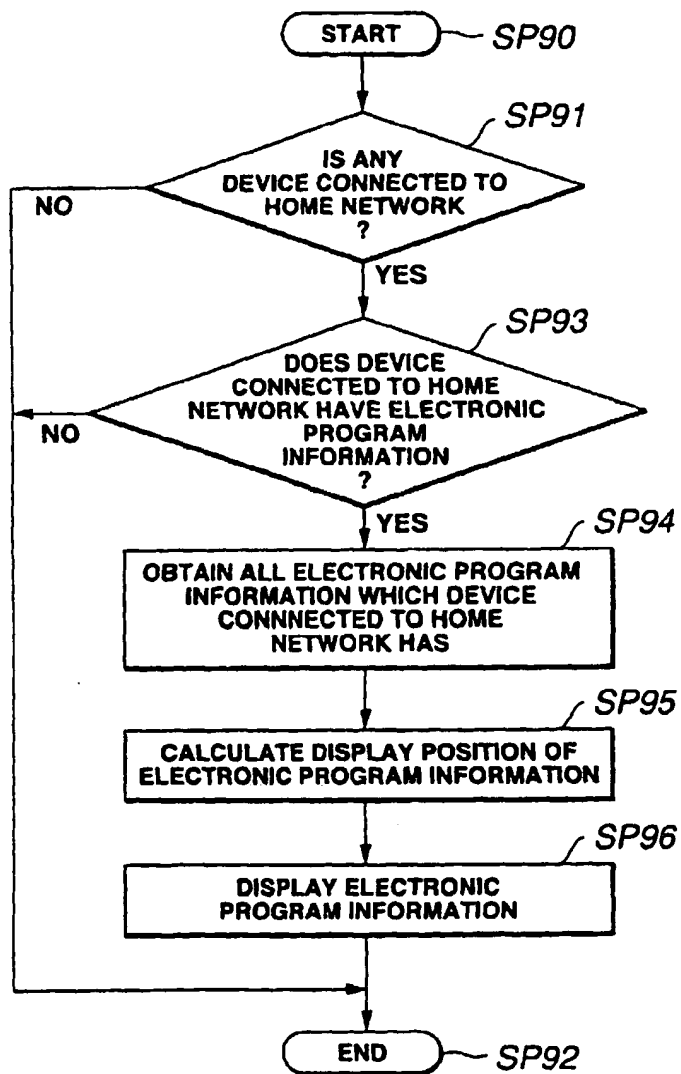 START
SP90
SP91
IS ANY
DEVICE CONNECTED TO
HOME NETWORK
?
NO
YES
SP93
DOES DEVICE
CONNECTED TO HOME
NETWORK HAVE ELECTRONIC
PROGRAM
INFORMATION
?
NO
YES
SP94
OBTAIN ALL ELECTRONIC PROGRAM
INFORMATION WHICH DEVICE
CONNNECTED TO HOME
NETWORK HAS
SP95
CALCULATE DISPLAY POSITION OF
ELECTRONIC PROGRAM INFORMATION
SP96
DISPLAY ELECTRONIC
PROGRAM INFORMATION
END
SP92